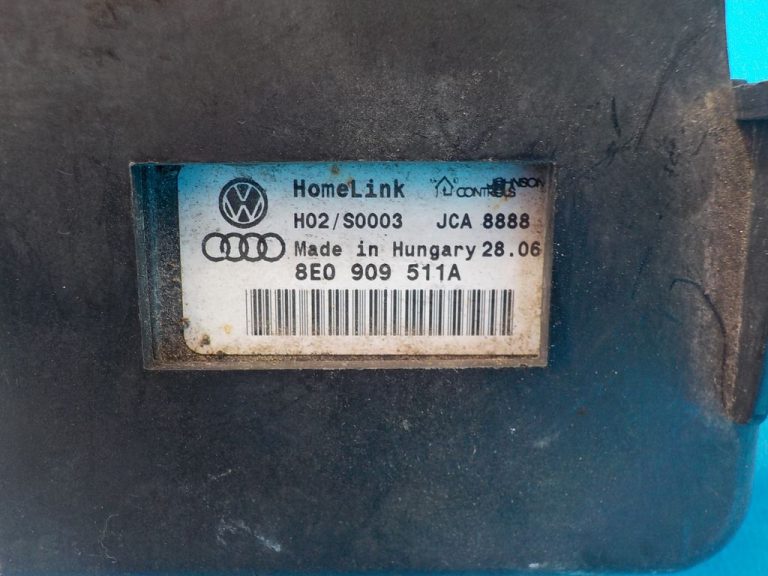 HomeLink JOHNSON CONTROLS
H02/S0003 JCA 8888
Made in Hungary 28.06
8E0 909 511A